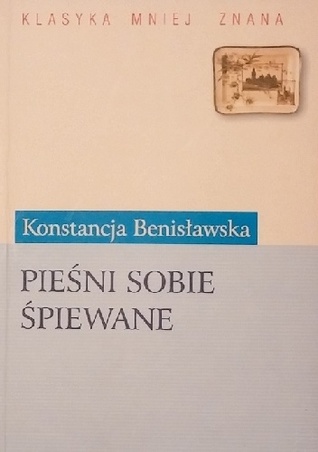 KLASYKA MNIEJ ZNANA
Konstancja Benisławska
PIEŚNI SOBIE
ŚPIEWANE